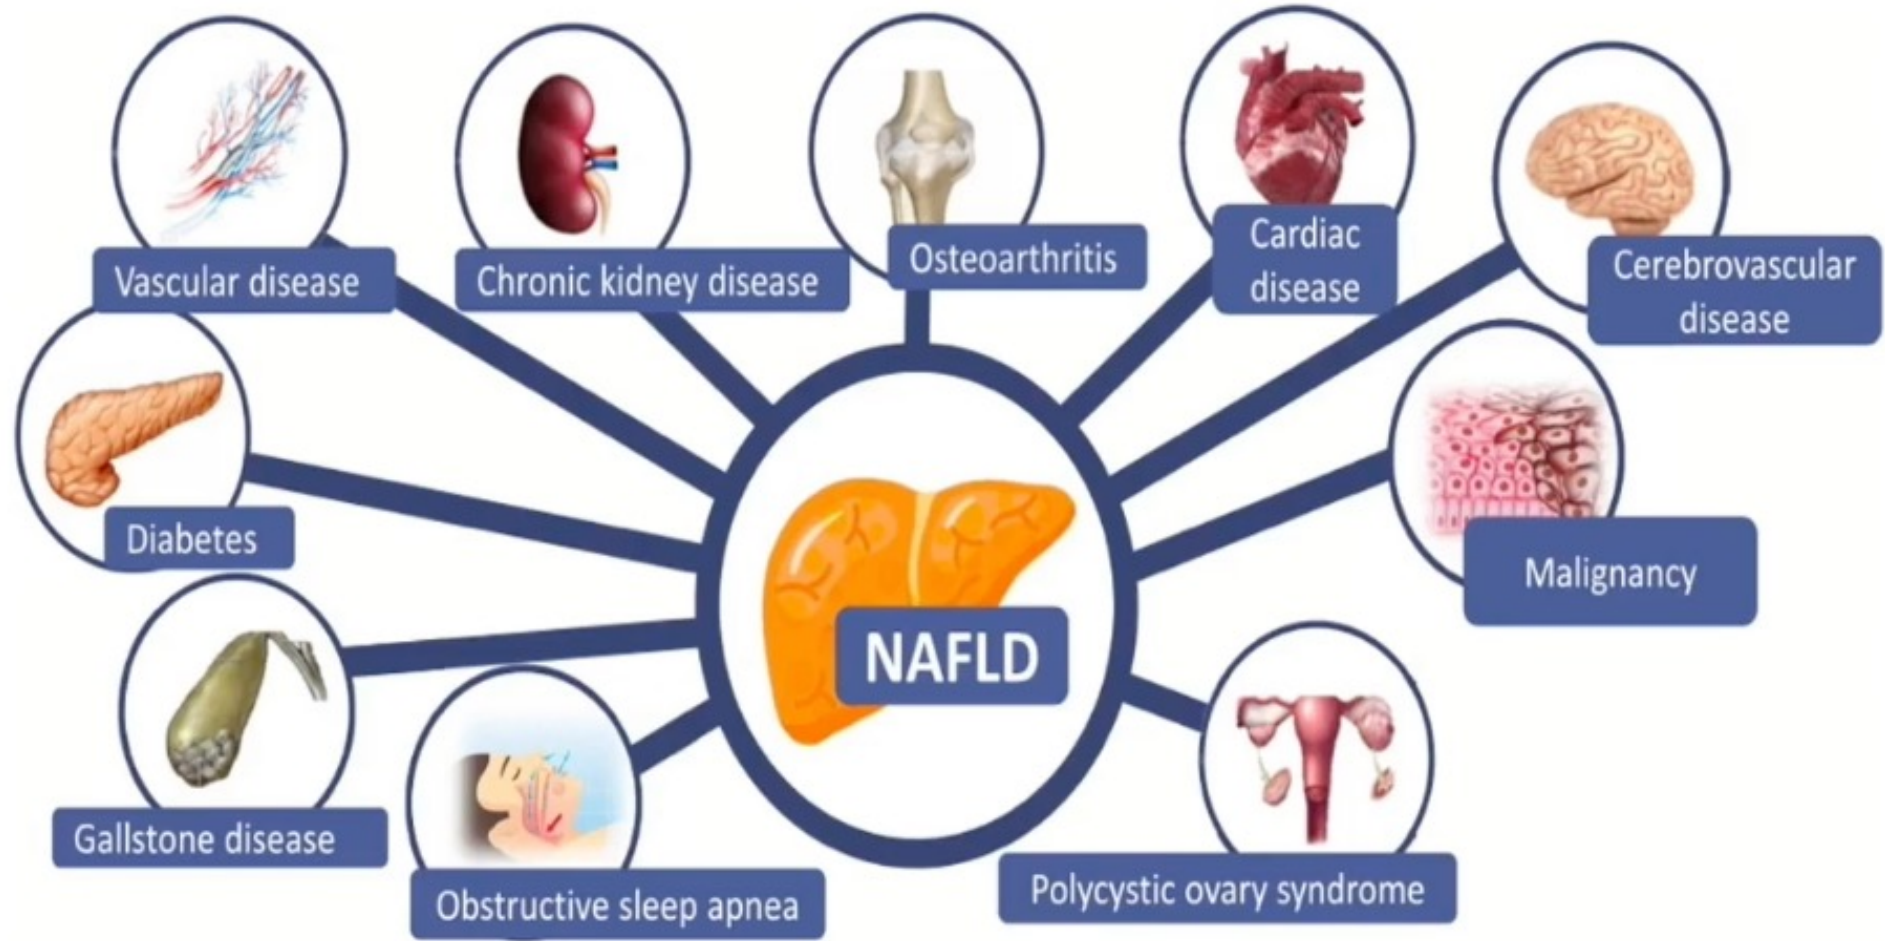 Vascular disease
Chronic kidney disease
Osteoarthritis
Cardiac
disease
Cerebrovascular
disease
Diabetes
Malignancy
NAFLD
Gallstone disease
Obstructive sleep apnea
Polycystic ovary syndrome